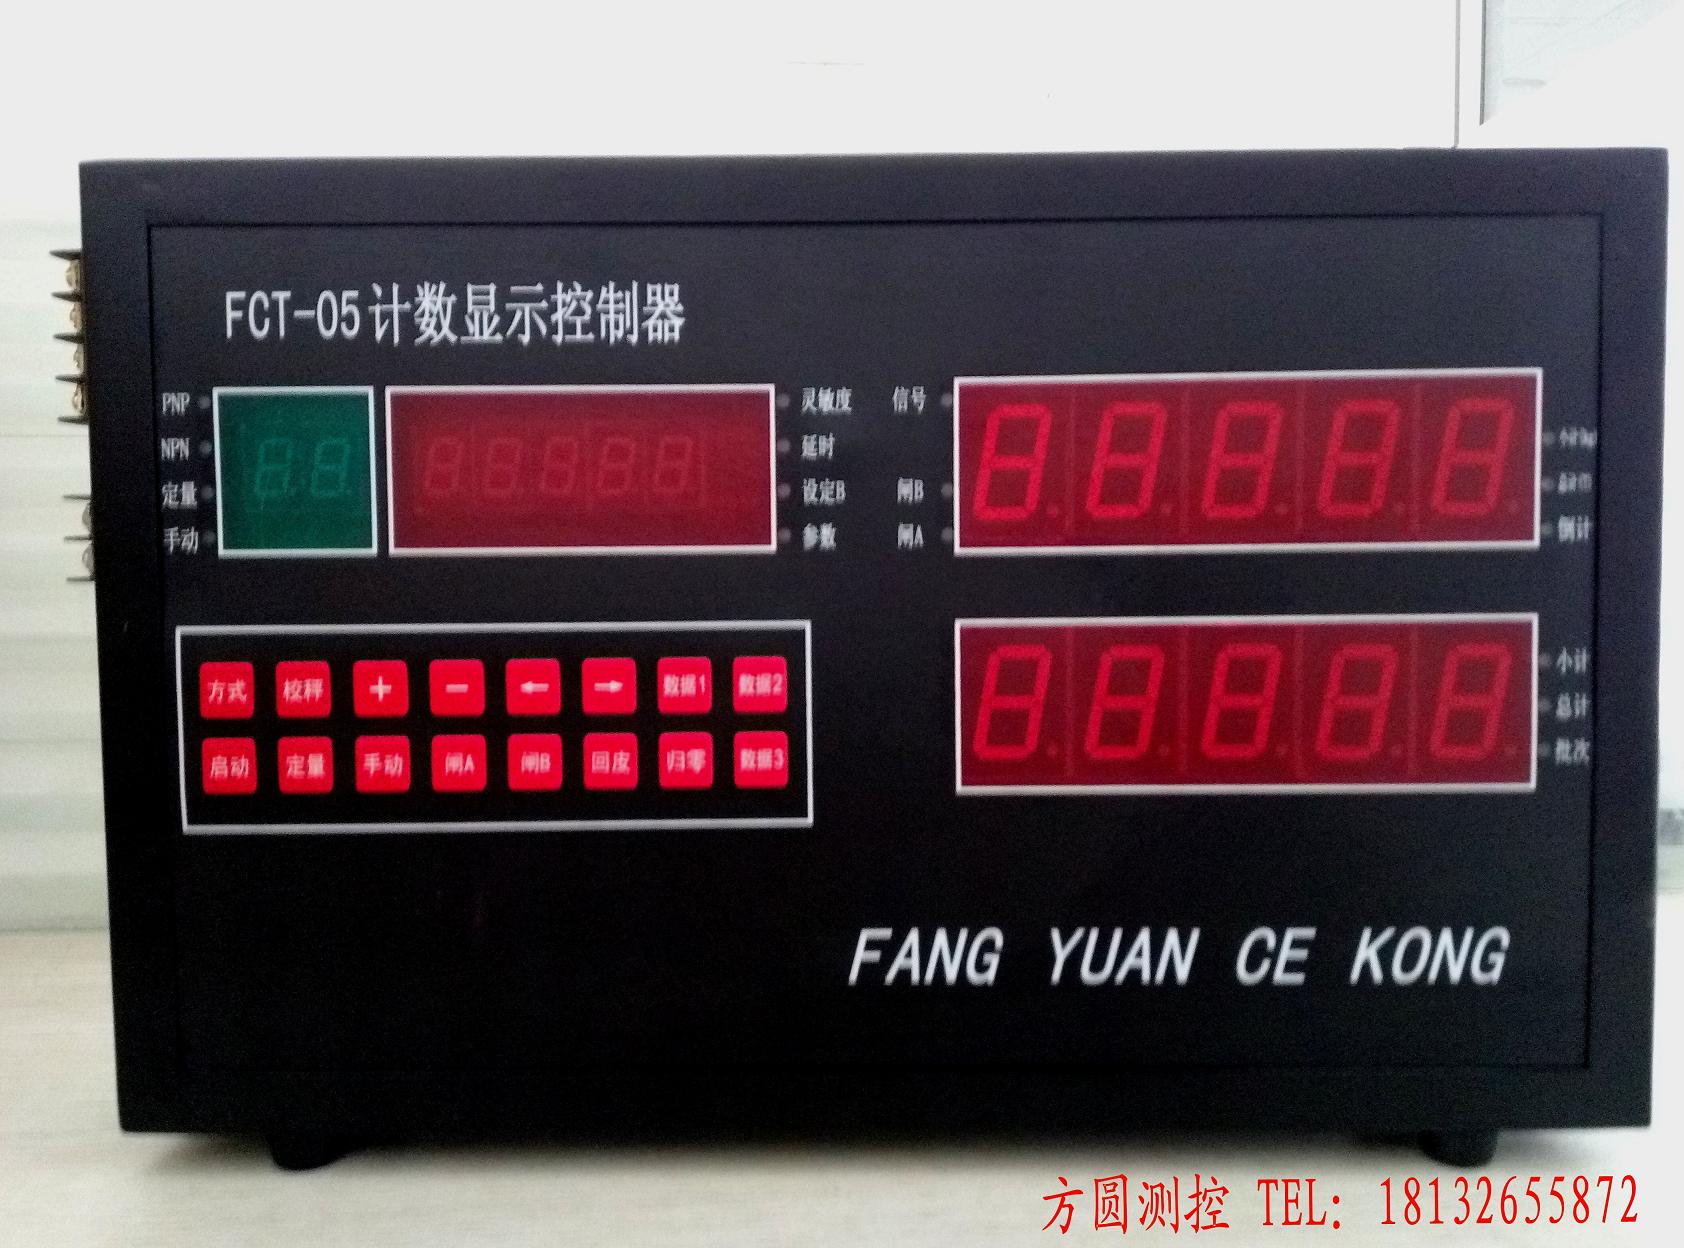 FCT-05计数显示控制器
PNP
NPN
定量
手动
灵敏度
延时
设定B
参数
信号
闸B
闸A
倒计
方式 校秤 + − ← → 数据1 数据2
启动 定量 手动 闸A 闸B 回皮 归零 数据3
小计
总计
批次
FANG YUAN CE KONG
方圆测控 TEL: 18132655872